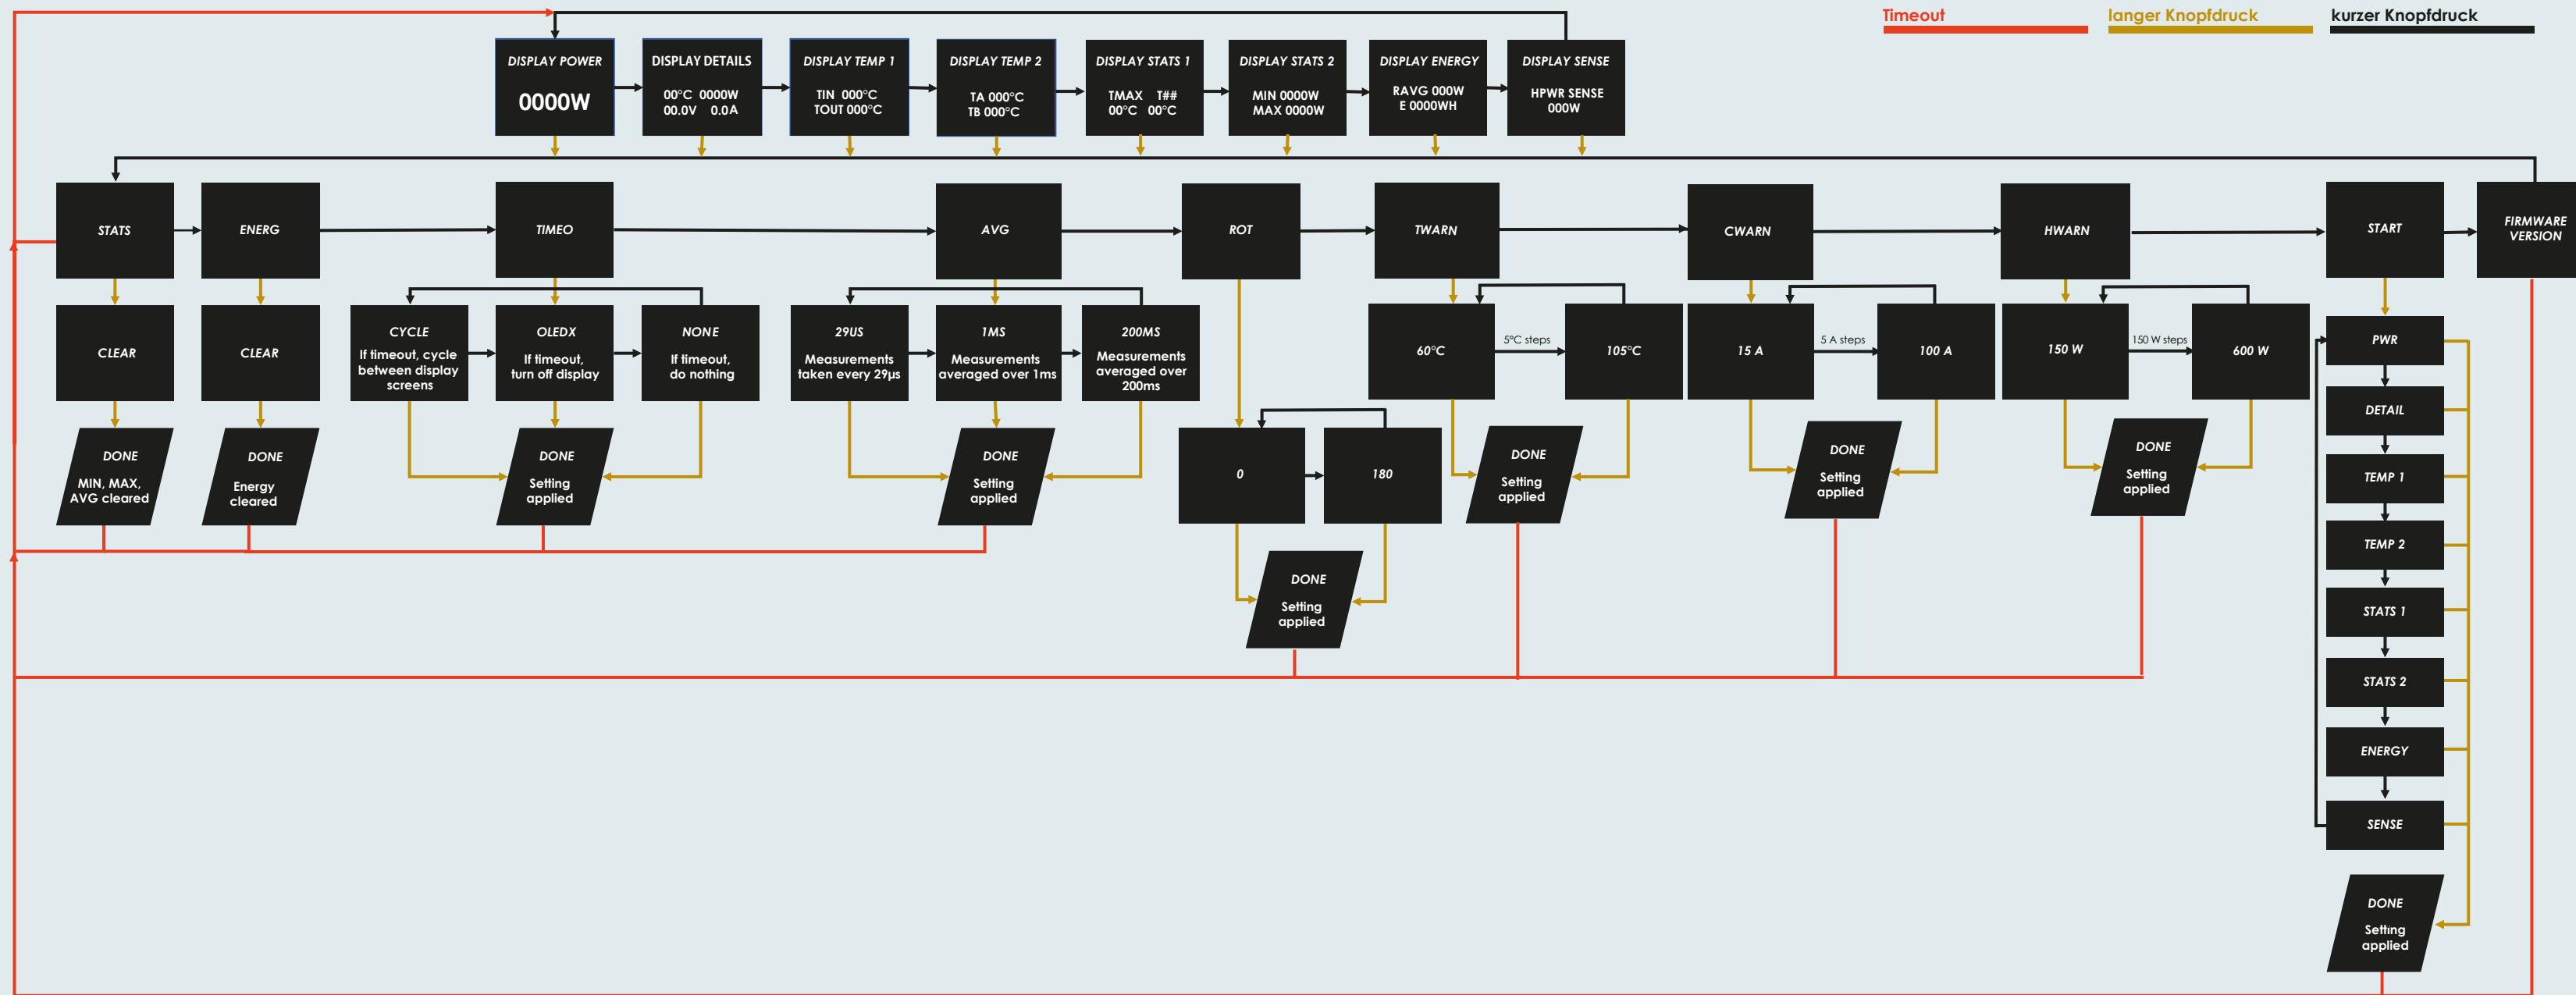 Timeout
langer Knopfdruck
kurzer Knopfdruck
DISPLAY POWER
0000W
DISPLAY DETAILS
00°C 0000W
00.0V 0.0A
DISPLAY TEMP 1
TIN 000°C
TOUT 000°C
DISPLAY TEMP 2
TA 000°C
TB 000°C
DISPLAY STATS 1
TMAX T##
00°C 00°C
DISPLAY STATS 2
MIN 0000W
MAX 0000W
DISPLAY ENERGY
RAVG 000W
E 0000WH
DISPLAY SENSE
HPWR SENSE
000W
STATS
ENERG
TIMEO
AVG
ROT
TWARN
CWARN
HWARN
START
FIRMWARE
VERSION
CLEAR
CLEAR
CYCLE
If timeout, cycle
between display
screens
OLEDX
If timeout,
turn off display
NONE
If timeout,
do nothing
29US
Measurements
taken every 29µs
1MS
Measurements
averaged over 1ms
200MS
Measurements
averaged over
200ms
60°C
5°C steps
105°C
15 A
5 A steps
100 A
150 W
150 W steps
600 W
PWR
DETAIL
TEMP 1
TEMP 2
STATS 1
STATS 2
ENERGY
SENSE
DONE
MIN, MAX,
AVG cleared
DONE
Energy
cleared
DONE
Setting
applied
DONE
Setting
applied
0
180
DONE
Setting
applied
DONE
Setting
applied
DONE
Setting
applied
DONE
Setting
applied
DONE
Setting
applied